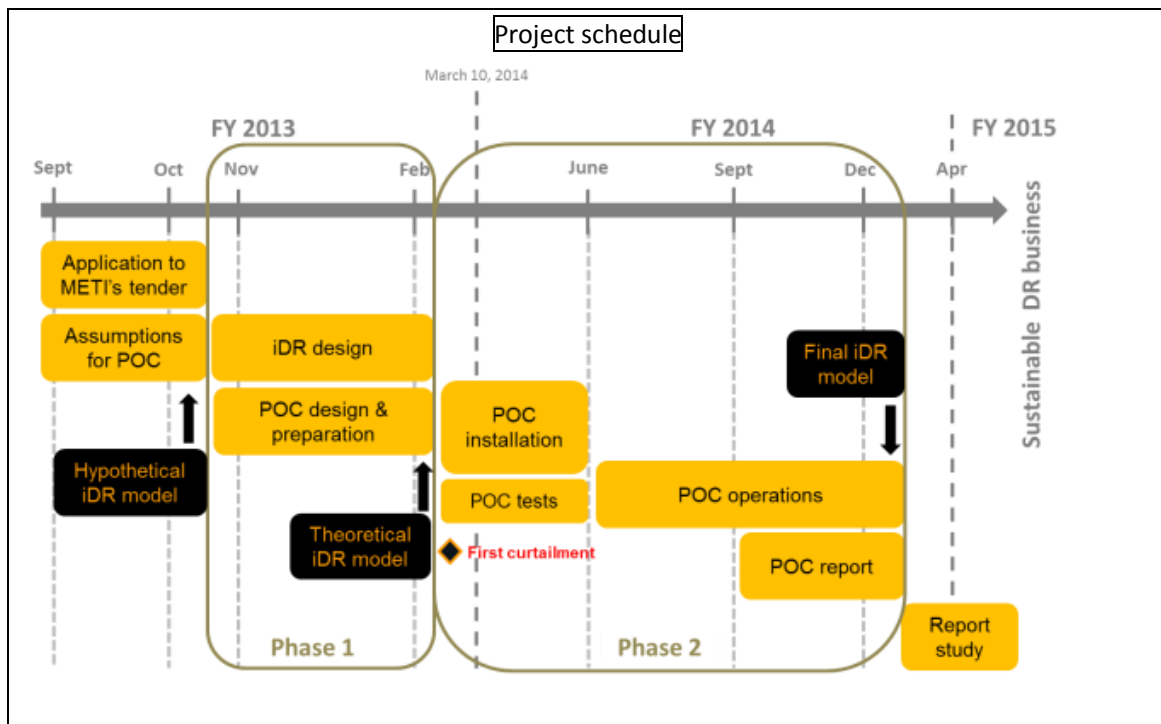 Project schedule
March 10, 2014
FY 2013
FY 2014
FY 2015
Sept
Oct
Nov
Feb
June
Sept
Dec
Apr
Application to
METI's tender
Assumptions
for POC
iDR design
Final iDR
model
POC design &
preparation
POC
installation
Hypothetical
iDR model
POC tests
POC operations
Theoretical
iDR model
First curtailment
POC report
Phase 1
Phase 2
Report
study
Sustainable DR business